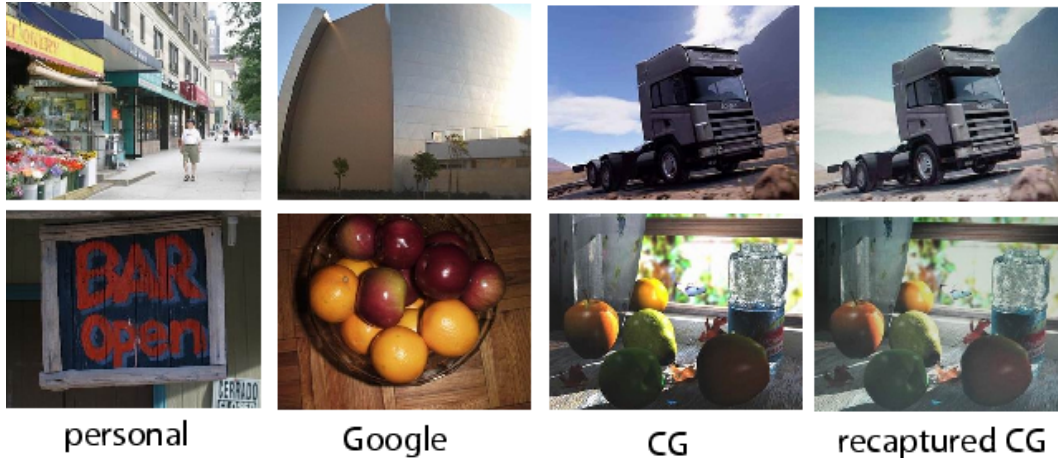 BAR
Open
CERRADO
personal
Google
CG
recaptured CG